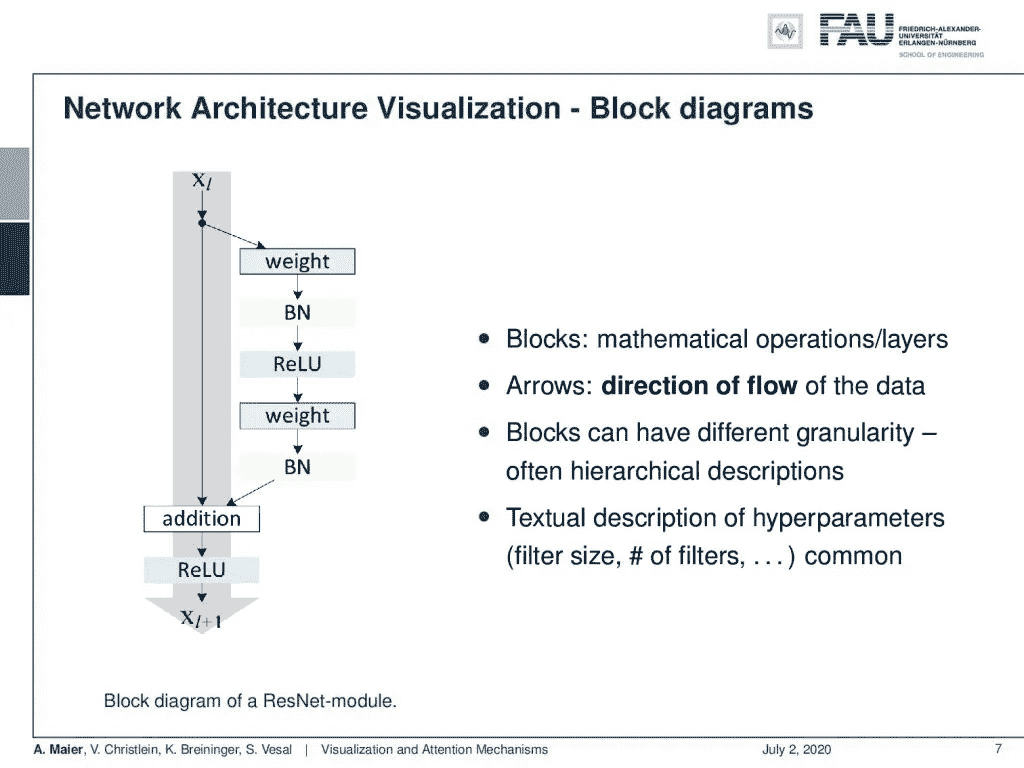 FAU
FRIEDRICH-ALEXANDER-
UNIVERSITÄT
ERLANGEN-NÜRNBERG
SCHOOL OF ENGINEERING
Network Architecture Visualization - Block diagrams
xl
weight
BN
ReLU
weight
BN
addition
ReLU
xl+1
Block diagram of a ResNet-module.
• Blocks: mathematical operations/layers
• Arrows: direction of flow of the data
• Blocks can have different granularity –
often hierarchical descriptions
• Textual description of hyperparameters
(filter size, # of filters, . . . ) common
A. Maier, V. Christlein, K. Breininger, S. Vesal | Visualization and Attention Mechanisms July 2, 2020 7